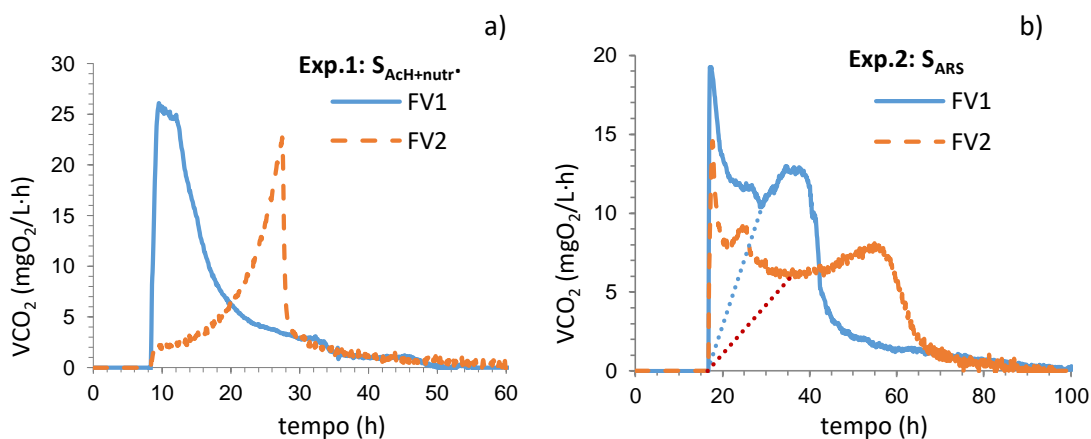 a)
Exp.1: S_AcH+nutr.
FV1
FV2
VCO₂ (mgO₂/L·h)
30
25
20
15
10
5
0
0 10 20 30 40 50 60
tempo (h)
b)
Exp.2: S_ARS
FV1
FV2
VCO₂ (mgO₂/L·h)
20
15
10
5
0
0 20 40 60 80 100
tempo (h)